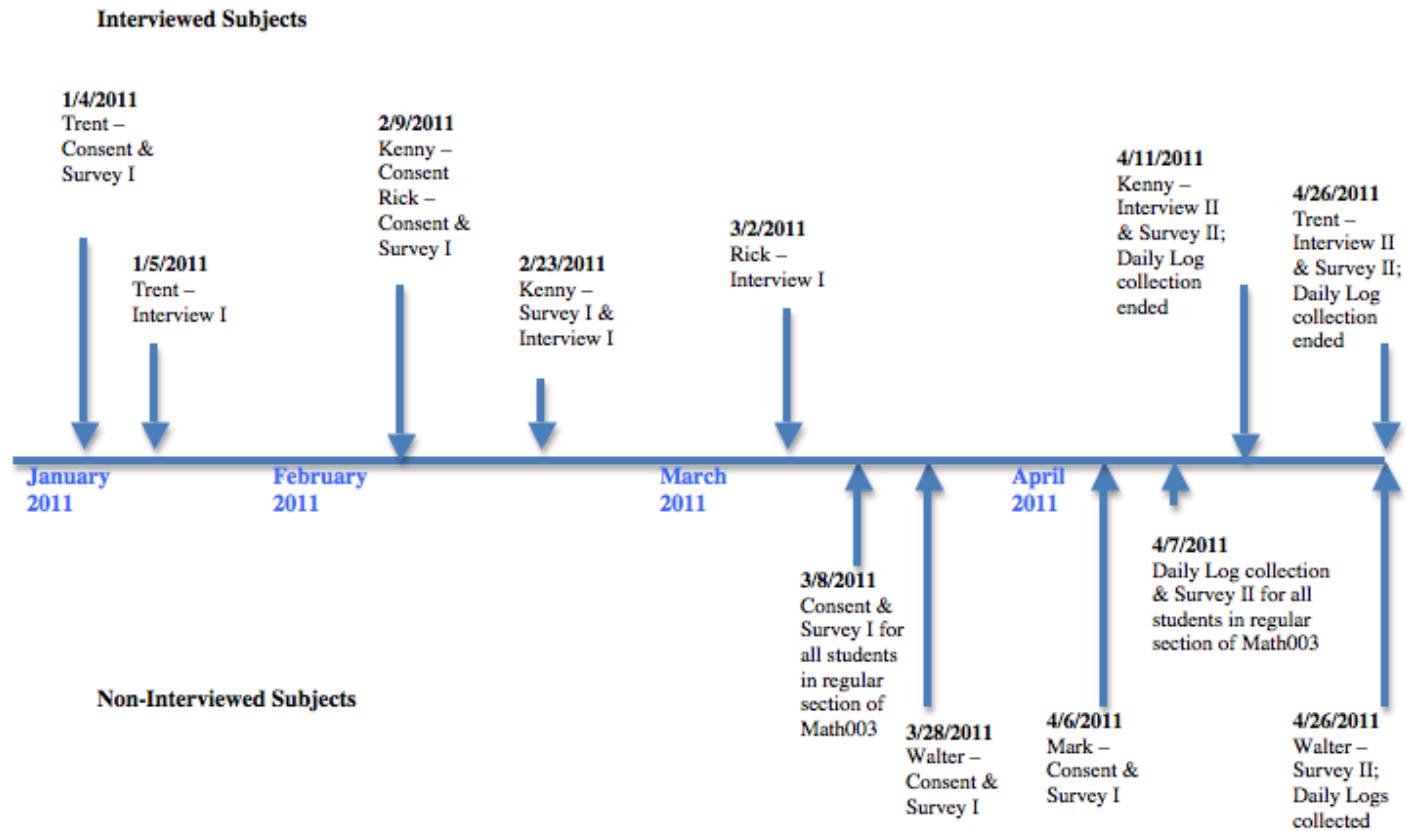 Interviewed Subjects
1/4/2011
Trent –
Consent &
Survey I
1/5/2011
Trent –
Interview I
2/9/2011
Kenny –
Consent
Rick –
Consent &
Survey I
2/23/2011
Kenny –
Survey I &
Interview I
3/2/2011
Rick –
Interview I
4/11/2011
Kenny –
Interview II
& Survey II;
Daily Log
collection
ended
4/26/2011
Trent –
Interview II
& Survey II;
Daily Log
collection
ended
January
2011
February
2011
March
2011
April
2011
3/8/2011
Consent &
Survey I for
all students
in regular
section of
Math003
3/28/2011
Walter –
Consent &
Survey I
4/6/2011
Mark –
Consent &
Survey I
4/7/2011
Daily Log collection
& Survey II for all
students in regular
section of Math003
4/26/2011
Walter –
Survey II;
Daily Logs
collected
Non-Interviewed Subjects